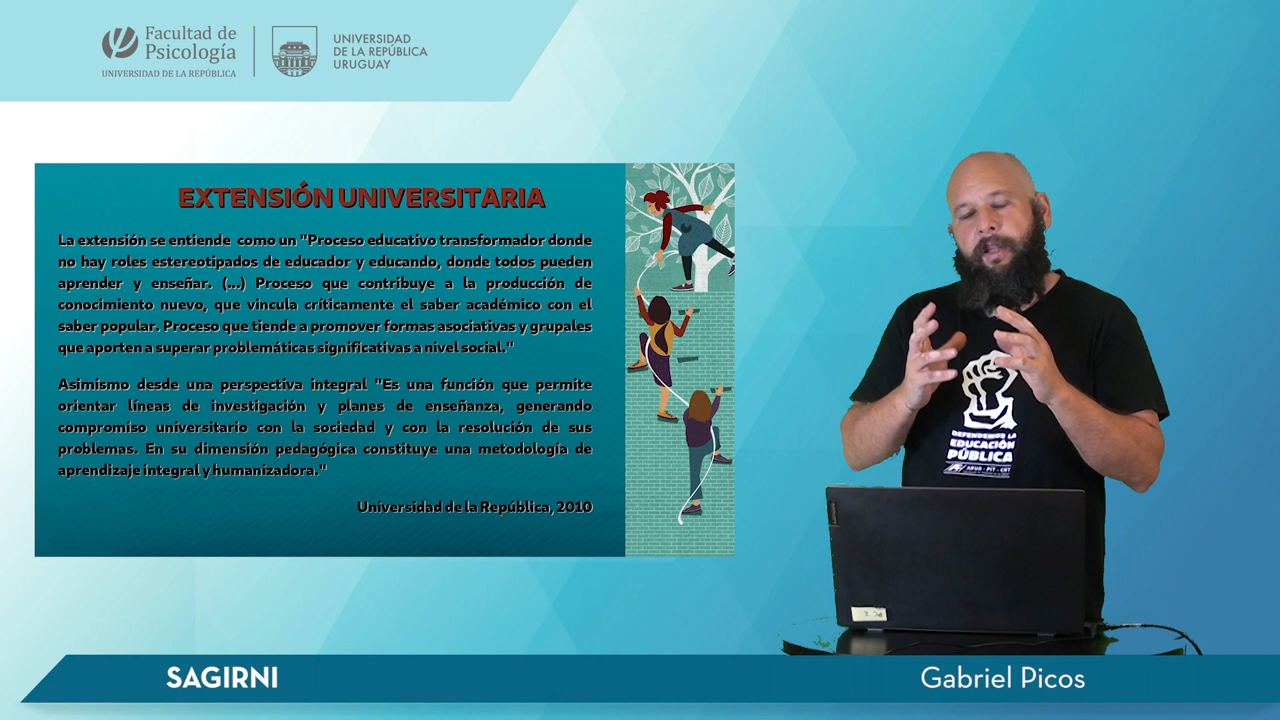 Facultad de
Psicología
UNIVERSIDAD DE LA REPÚBLICA
UNIVERSIDAD
DE LA REPÚBLICA
URUGUAY
EXTENSIÓN UNIVERSITARIA
La extensión se entiende como un "Proceso educativo transformador donde
no hay roles estereotipados de educador y educando, donde todos pueden
aprender y enseñar. (...) Proceso que contribuye a la producción de
conocimiento nuevo, que vincula críticamente el saber académico con el
saber popular. Proceso que tiende a promover formas asociativas y grupales
que aporten a superar problemáticas significativas a nivel social."
Asimismo desde una perspectiva integral "Es una función que permite
orientar líneas de investigación y planes de enseñanza, generando
compromiso universitario con la sociedad y con la resolución de sus
problemas. En su dimensión pedagógica constituye una metodología de
aprendizaje integral y humanizadora."
Universidad de la República, 2010
DEFENDEMOS LA
EDUCACIÓN
PÚBLICA
SAGIRNI
Gabriel Picos